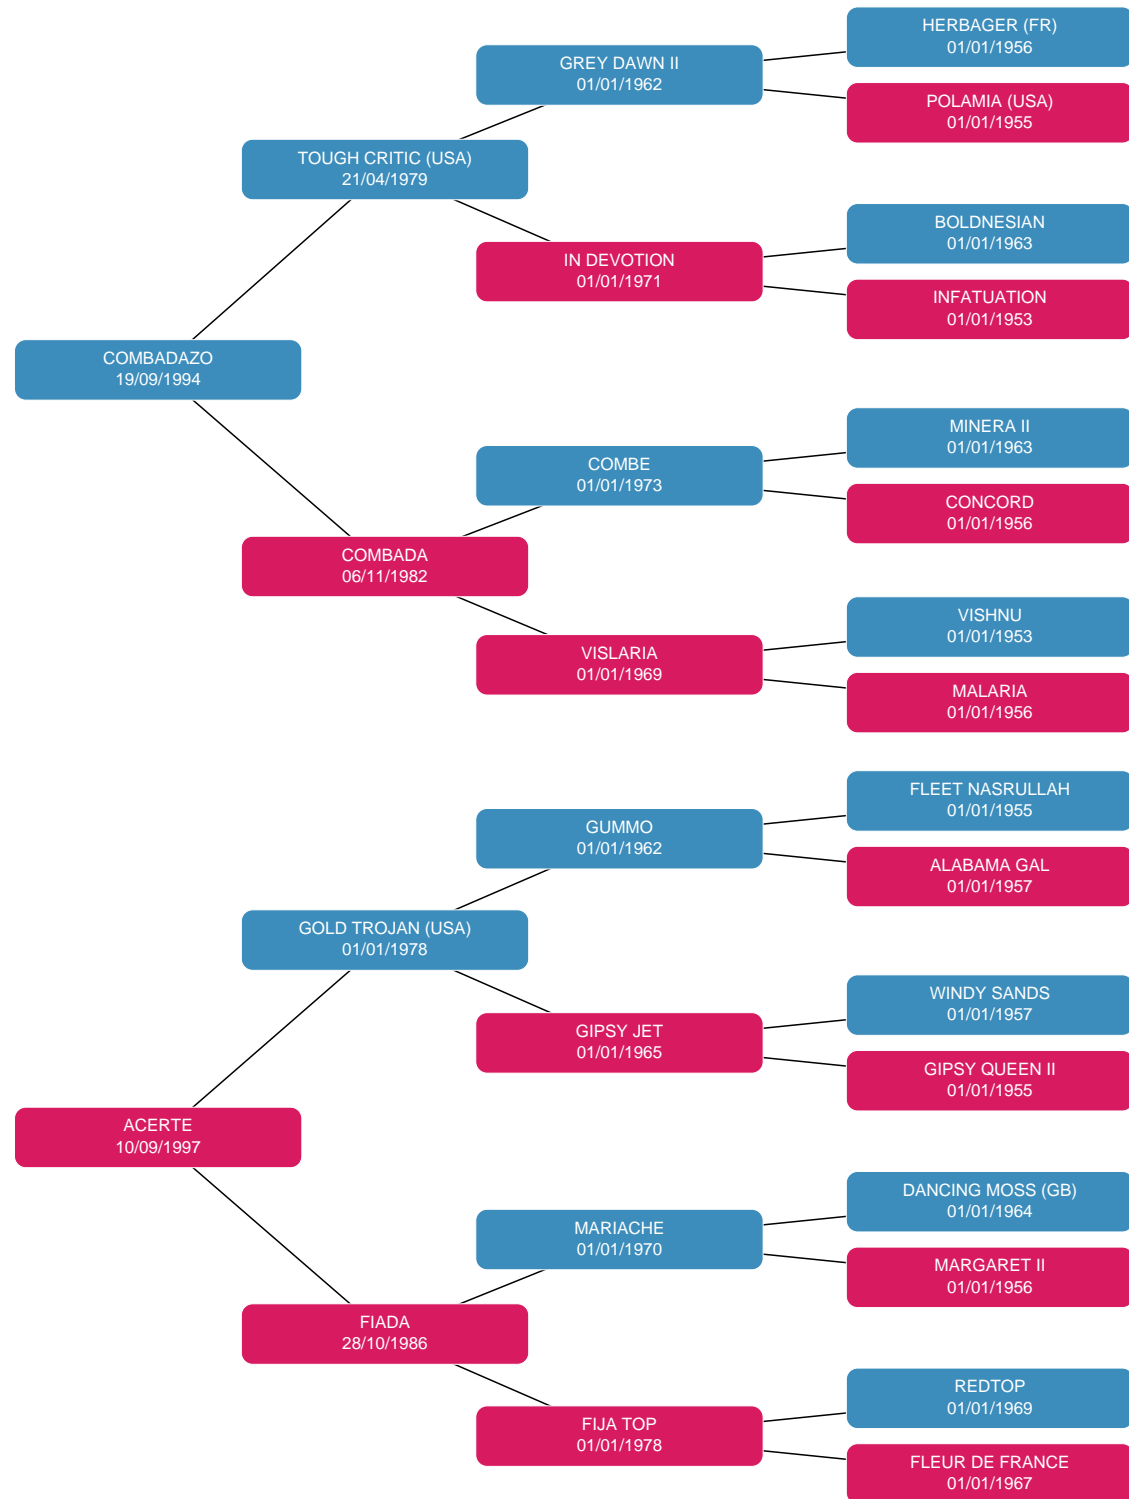 HERBAGER (FR)
01/01/1956
GREY DAWN II
01/01/1962
POLAMIA (USA)
01/01/1955
TOUGH CRITIC (USA)
21/04/1979
BOLDNESIAN
01/01/1963
IN DEVOTION
01/01/1971
INFATUATION
01/01/1953
COMBADAZO
19/09/1994
MINERA II
01/01/1963
COMBE
01/01/1973
CONCORD
01/01/1956
COMBADA
06/11/1982
VISHNU
01/01/1953
VISLARIA
01/01/1969
MALARIA
01/01/1956
FLEET NASRULLAH
01/01/1955
GUMMO
01/01/1962
ALABAMA GAL
01/01/1957
GOLD TROJAN (USA)
01/01/1978
WINDY SANDS
01/01/1957
GIPSY JET
01/01/1965
GIPSY QUEEN II
01/01/1955
ACERTE
10/09/1997
DANCING MOSS (GB)
01/01/1964
MARIACHE
01/01/1970
MARGARET II
01/01/1956
FIADA
28/10/1986
REDTOP
01/01/1969
FIJA TOP
01/01/1978
FLEUR DE FRANCE
01/01/1967